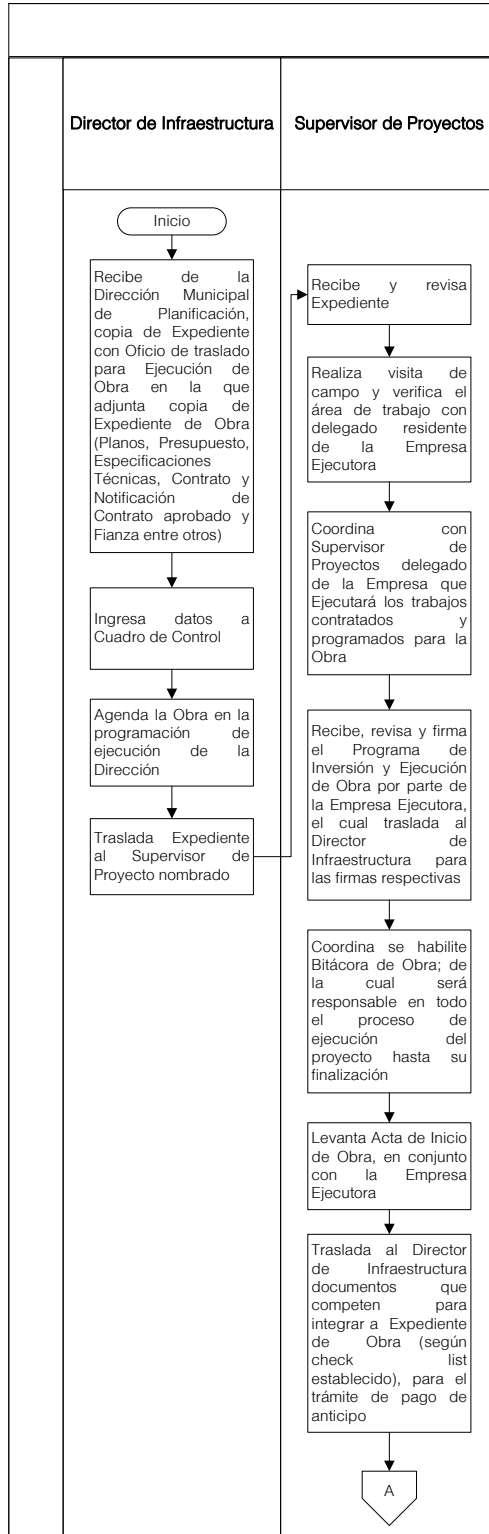 Director de Infraestructura
Supervisor de Proyectos
Inicio
Recibe de la
Dirección Municipal
de Planificación,
copia de Expediente
con Oficio de traslado
para Ejecución de
Obra en la que
adjunta copia de
Expediente de Obra
(Planos, Presupuesto,
Especificaciones
Técnicas, Contrato y
Notificación de
Contrato aprobado y
Fianza entre otros)
Ingresa datos a
Cuadro de Control
Agenda la Obra en la
programación de
ejecución de la
Dirección
Traslada Expediente
al Supervisor de
Proyecto nombrado
Recibe y revisa
Expediente
Realiza visita de
campo y verifica el
área de trabajo con
delegado residente
de la Empresa
Ejecutora
Coordina con
Supervisor de
Proyectos delegado
de la Empresa que
Ejecutará los trabajos
contratados y
programados para la
Obra
Recibe, revisa y firma
el Programa de
Inversión y Ejecución
de Obra por parte de
la Empresa Ejecutora,
el cual traslada al
Director de
Infraestructura para
las firmas respectivas
Coordina se habilite
Bitácora de Obra; de
la cual será
responsable en todo
el proceso de
ejecución del
proyecto hasta su
finalización
Levanta Acta de Inicio
de Obra, en conjunto
con la Empresa
Ejecutora
Traslada al Director
de Infraestructura
documentos que
competen para
integrar a Expediente
de Obra (según
check list
establecido), para el
trámite de pago de
anticipo
A